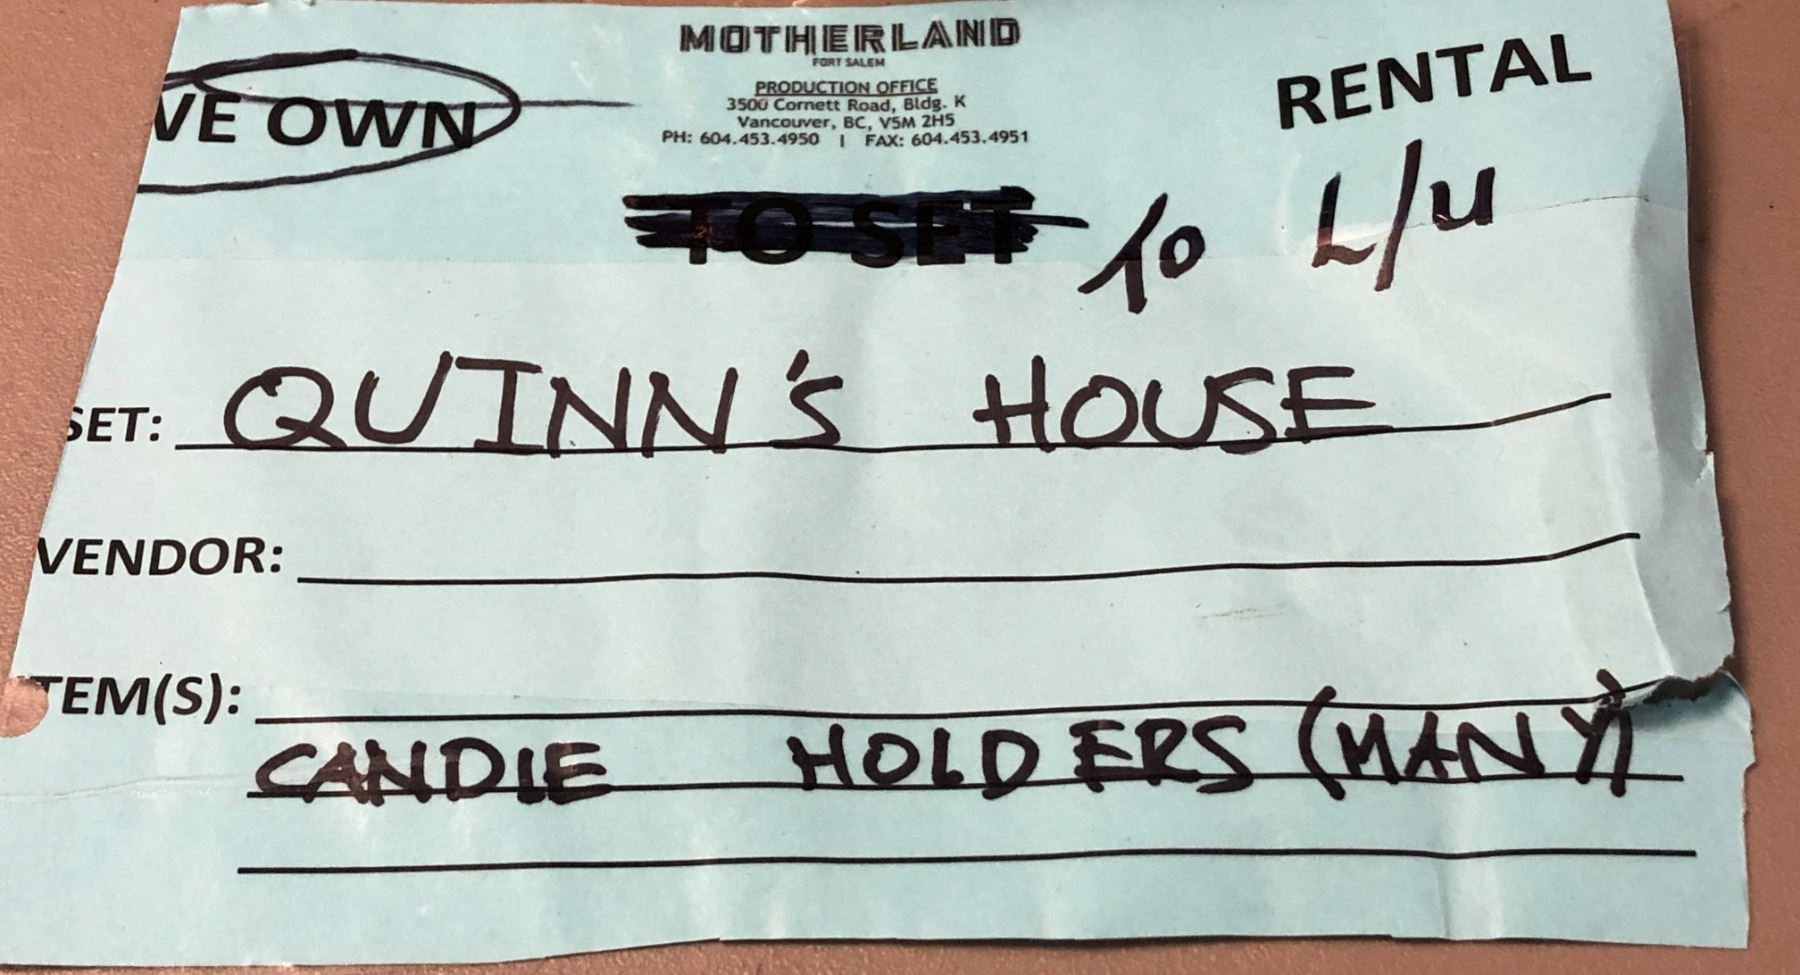 MOTHERLAND
FORT SALEM
PRODUCTION OFFICE
3500 Cornett Road, Bldg. K
Vancouver, BC, V5M 2H5
PH: 604.453.4950 | FAX: 604.453.4951
VE OWN
RENTAL
TO SET To L/U
SET: QUINN'S HOUSE
VENDOR:
TEM(S):
CANDIE HOLDERS (MANY)